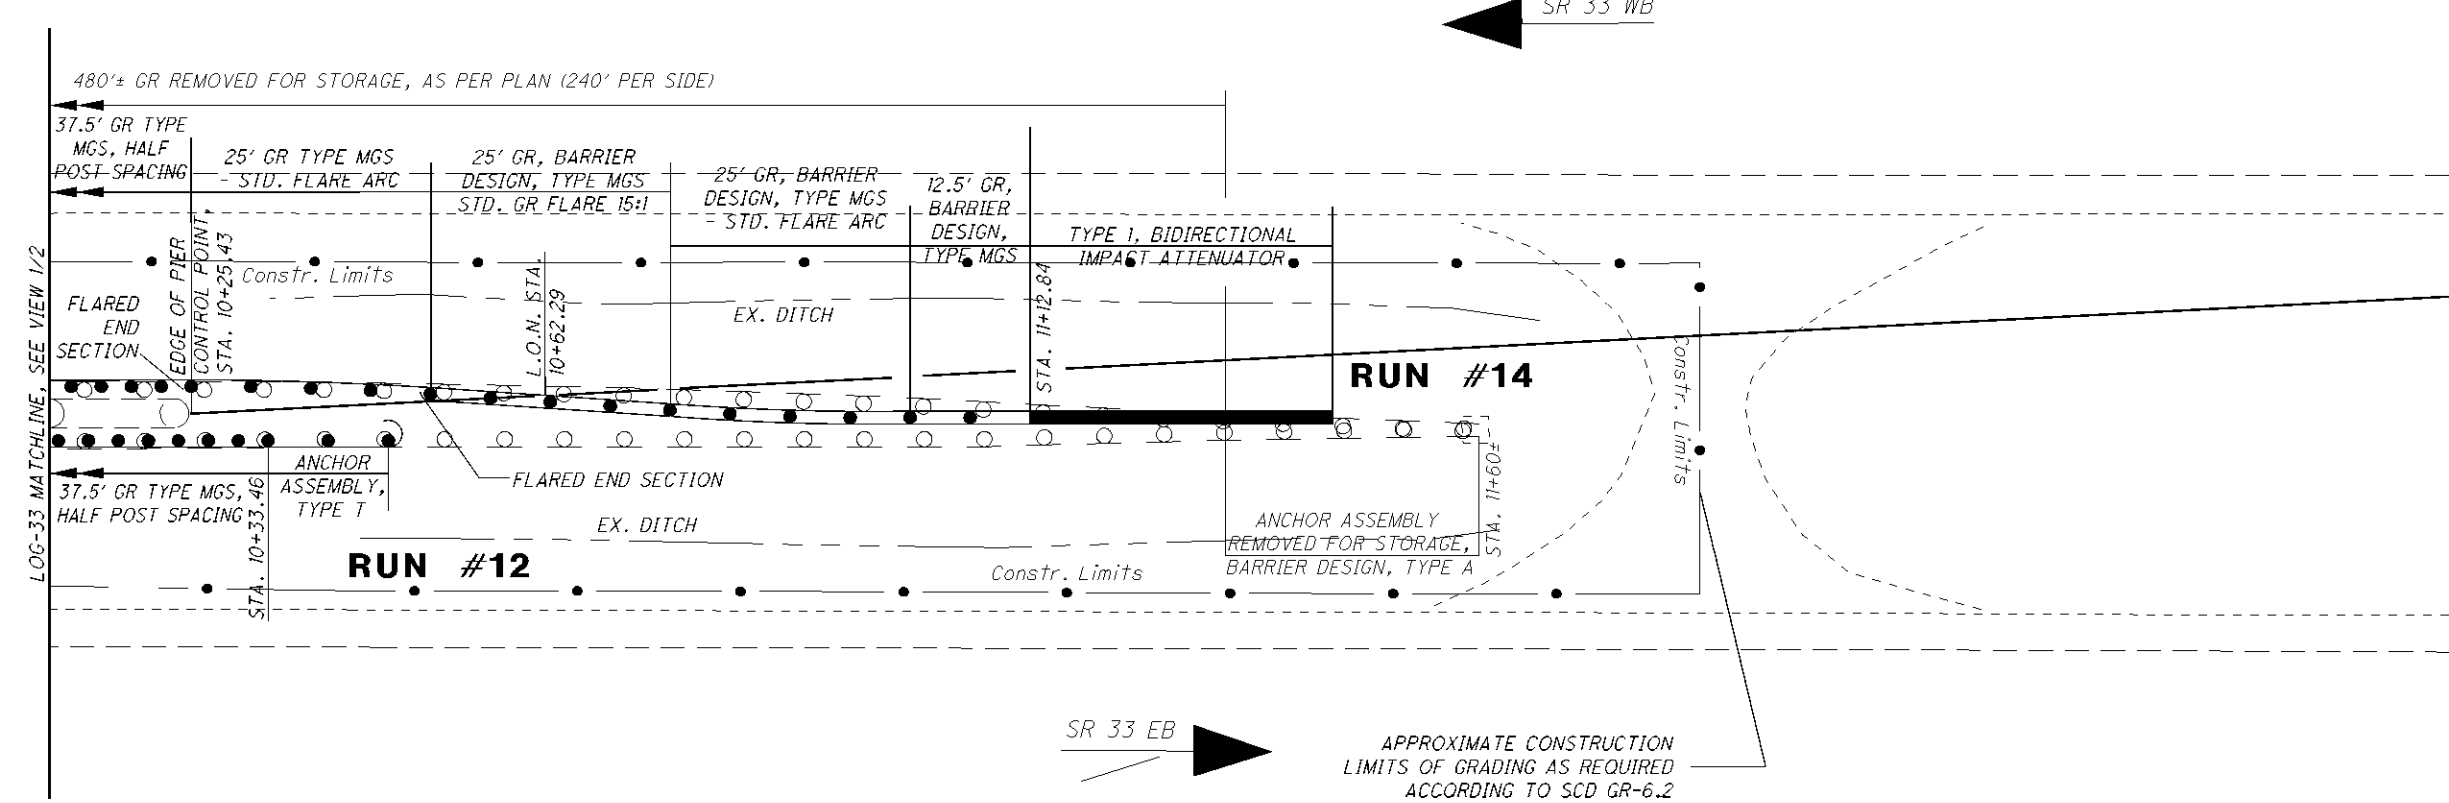 SR 33 WB
480'± GR REMOVED FOR STORAGE, AS PER PLAN (240' PER SIDE)
37.5' GR TYPE
MGS, HALF
POST SPACING
25' GR TYPE MGS
- STD. FLARE ARC
25' GR, BARRIER
DESIGN, TYPE MGS
STD. GR FLARE 15:1
25' GR, BARRIER
DESIGN, TYPE MGS
- STD. FLARE ARC
12.5' GR,
BARRIER
DESIGN,
TYPE MGS
TYPE 1, BIDIRECTIONAL
IMPACT ATTENUATOR
LOG-33 MATCHLINE, SEE VIEW 1/2
FLARED
END
SECTION
EDGE OF PIER
CONTROL POINT,
STA. 10+25.43
Constr. Limits
L.O.N. STA.
10+62.29
EX. DITCH
STA. 11+12.84
RUN #14
Constr. Limits
37.5' GR TYPE MGS,
HALF POST SPACING
STA. 10+33.46
ANCHOR
ASSEMBLY,
TYPE T
FLARED END SECTION
EX. DITCH
RUN #12
Constr. Limits
ANCHOR ASSEMBLY
REMOVED FOR STORAGE,
BARRIER DESIGN, TYPE A
STA. 11+60±
SR 33 EB
APPROXIMATE CONSTRUCTION
LIMITS OF GRADING AS REQUIRED
ACCORDING TO SCD GR-6.2